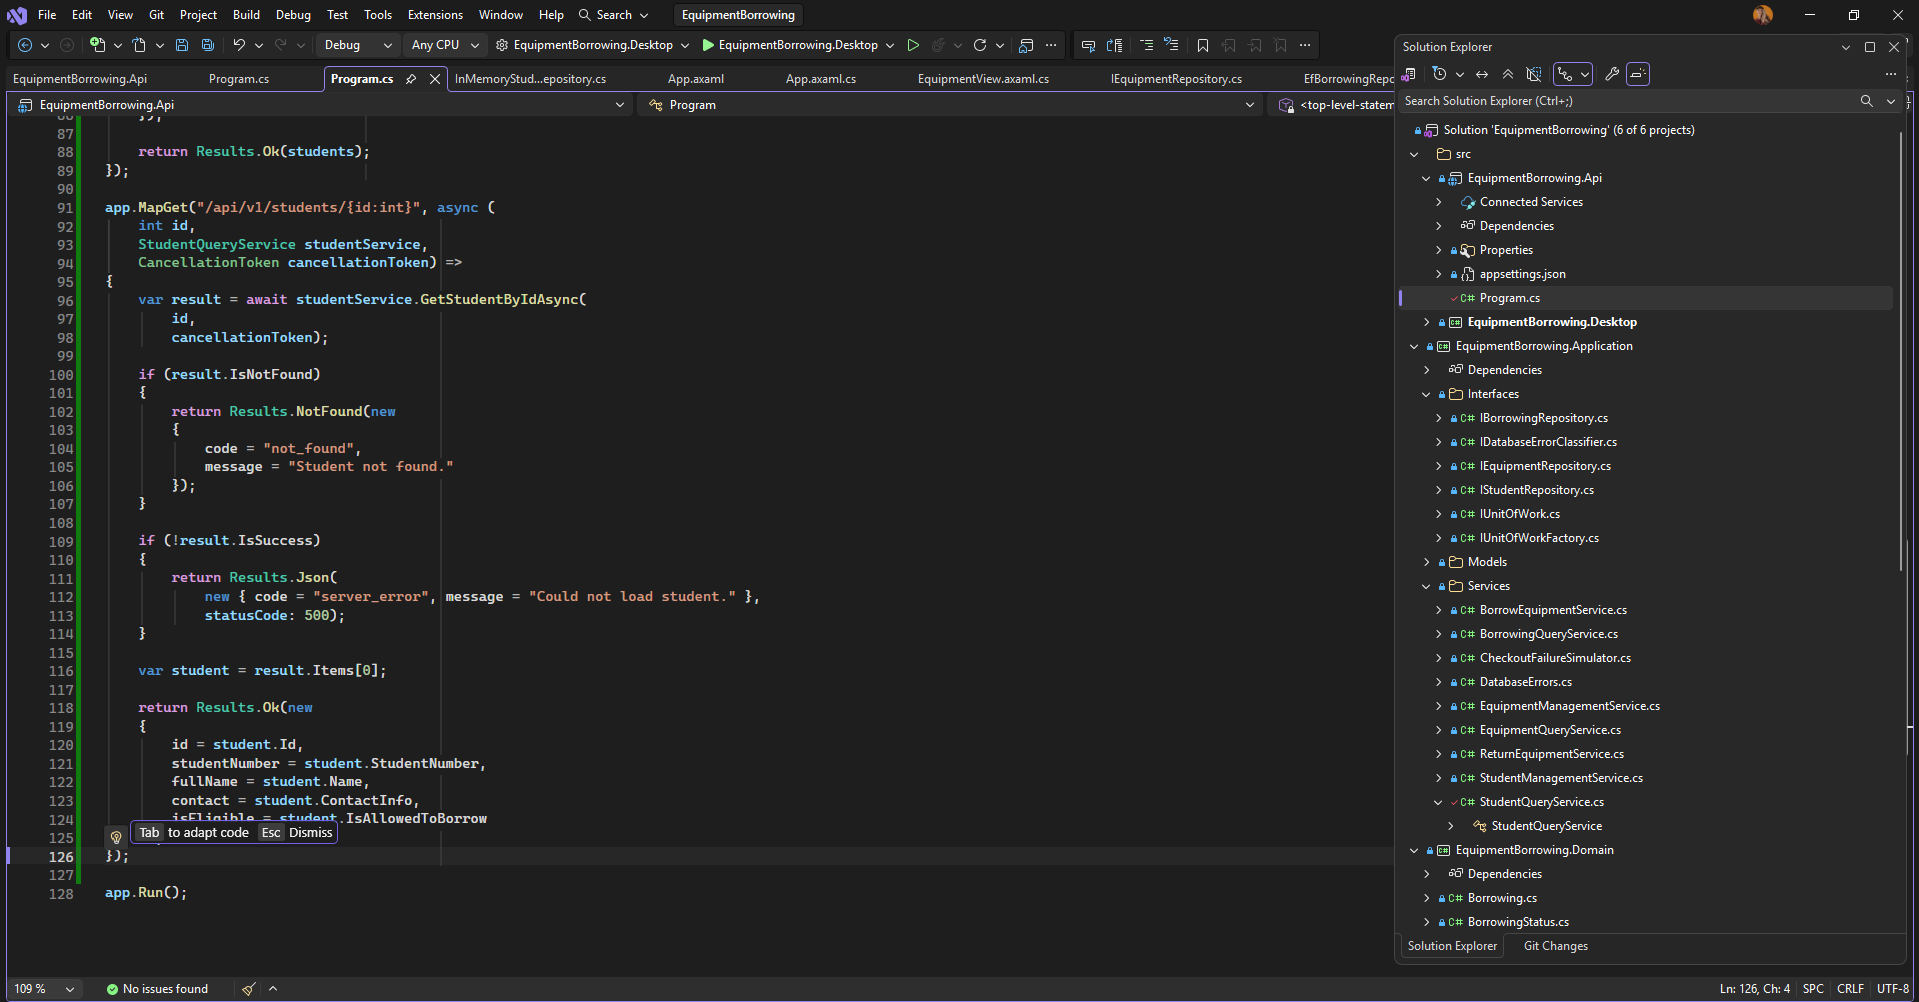 File Edit View Git Project Build Debug Test Tools Extensions Window Help Search EquipmentBorrowing
Debug Any CPU EquipmentBorrowing.Desktop EquipmentBorrowing.Desktop
EquipmentBorrowing.Api Program.cs Program.cs InMemoryStud...epository.cs App.axaml App.axaml.cs EquipmentView.axaml.cs IEquipmentRepository.cs EfBorrowingRepo
EquipmentBorrowing.Api Program <top-level-statem
86 });
87
88 return Results.Ok(students);
89 });
90
91 app.MapGet("/api/v1/students/{id:int}", async (
92 int id,
93 StudentQueryService studentService,
94 CancellationToken cancellationToken) =>
95 {
96 var result = await studentService.GetStudentByIdAsync(
97 id,
98 cancellationToken);
99
100 if (result.IsNotFound)
101 {
102 return Results.NotFound(new
103 {
104 code = "not_found",
105 message = "Student not found."
106 });
107 }
108
109 if (!result.IsSuccess)
110 {
111 return Results.Json(
112 new { code = "server_error", message = "Could not load student." },
113 statusCode: 500);
114 }
115
116 var student = result.Items[0];
117
118 return Results.Ok(new
119 {
120 id = student.Id,
121 studentNumber = student.StudentNumber,
122 fullName = student.Name,
123 contact = student.ContactInfo,
124 isEligible = student.IsAllowedToBorrow
Tab to adapt code Esc Dismiss
125
126 });
127
128 app.Run();
109 % No issues found
Solution Explorer
Search Solution Explorer (Ctrl+;)
Solution 'EquipmentBorrowing' (6 of 6 projects)
src
EquipmentBorrowing.Api
Connected Services
Dependencies
Properties
appsettings.json
C# Program.cs
EquipmentBorrowing.Desktop
EquipmentBorrowing.Application
Dependencies
Interfaces
C# IBorrowingRepository.cs
C# IDatabaseErrorClassifier.cs
C# IEquipmentRepository.cs
C# IStudentRepository.cs
C# IUnitOfWork.cs
C# IUnitOfWorkFactory.cs
Models
Services
C# BorrowEquipmentService.cs
C# BorrowingQueryService.cs
C# CheckoutFailureSimulator.cs
C# DatabaseErrors.cs
C# EquipmentManagementService.cs
C# EquipmentQueryService.cs
C# ReturnEquipmentService.cs
C# StudentManagementService.cs
C# StudentQueryService.cs
StudentQueryService
EquipmentBorrowing.Domain
Dependencies
C# Borrowing.cs
C# BorrowingStatus.cs
Solution Explorer Git Changes
Ln: 126, Ch: 4 SPC CRLF UTF-8